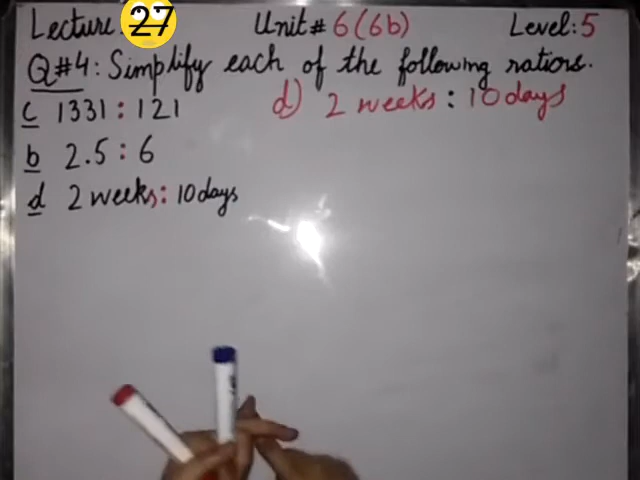 Lecture: 27 Unit# 6(6b) Level: 5
Q#4: Simplify each of the following rations.
c 1331 : 121
d) 2 weeks : 10 days
b 2.5 : 6
d 2 weeks: 10 days